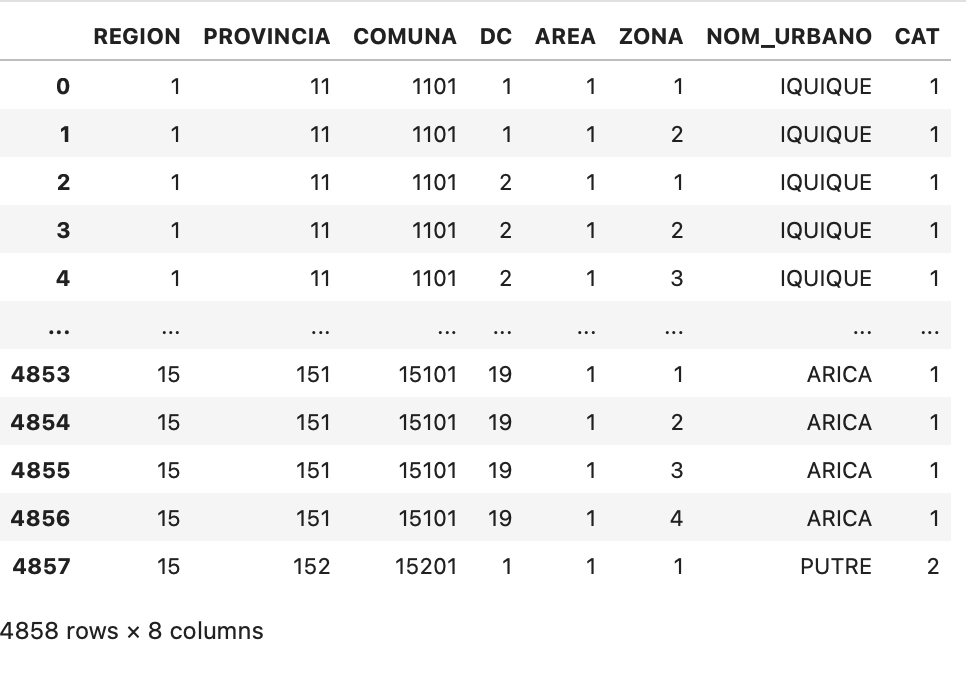 REGION PROVINCIA COMUNA DC AREA ZONA NOM_URBANO CAT
0 1 11 1101 1 1 1 IQUIQUE 1
1 1 11 1101 1 1 2 IQUIQUE 1
2 1 11 1101 2 1 1 IQUIQUE 1
3 1 11 1101 2 1 2 IQUIQUE 1
4 1 11 1101 2 1 3 IQUIQUE 1
... ... ... ... ... ... ... ... ...
4853 15 151 15101 19 1 1 ARICA 1
4854 15 151 15101 19 1 2 ARICA 1
4855 15 151 15101 19 1 3 ARICA 1
4856 15 151 15101 19 1 4 ARICA 1
4857 15 152 15201 1 1 1 PUTRE 2
4858 rows × 8 columns